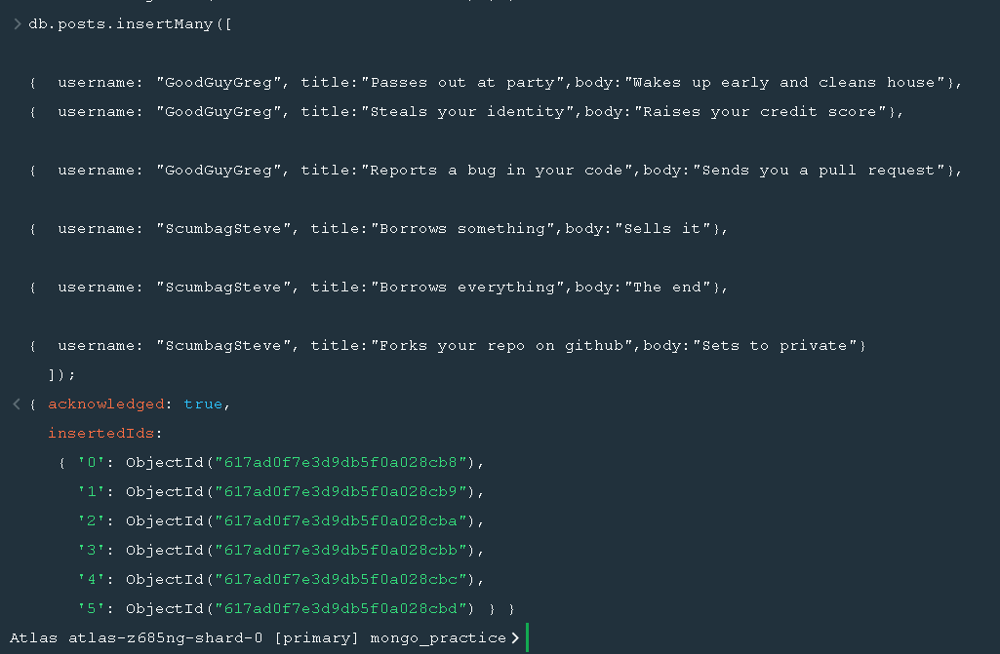 > db.posts.insertMany([
{  username: "GoodGuyGreg", title:"Passes out at party",body:"Wakes up early and cleans house"},
{  username: "GoodGuyGreg", title:"Steals your identity",body:"Raises your credit score"},
{  username: "GoodGuyGreg", title:"Reports a bug in your code",body:"Sends you a pull request"},
{  username: "ScumbagSteve", title:"Borrows something",body:"Sells it"},
{  username: "ScumbagSteve", title:"Borrows everything",body:"The end"},
{  username: "ScumbagSteve", title:"Forks your repo on github",body:"Sets to private"}
]);
< { acknowledged: true,
insertedIds:
{ '0': ObjectId("617ad0f7e3d9db5f0a028cb8"),
'1': ObjectId("617ad0f7e3d9db5f0a028cb9"),
'2': ObjectId("617ad0f7e3d9db5f0a028cba"),
'3': ObjectId("617ad0f7e3d9db5f0a028cbb"),
'4': ObjectId("617ad0f7e3d9db5f0a028cbc"),
'5': ObjectId("617ad0f7e3d9db5f0a028cbd") } }
Atlas atlas-z685ng-shard-0 [primary] mongo_practice>